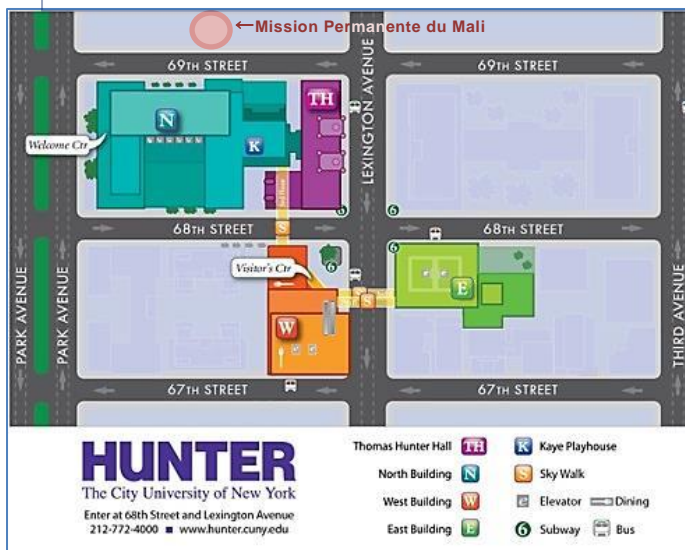 ←Mission Permanente du Mali
69TH STREET
69TH STREET
TH
N
K
Welcome Ctr
LEXINGTON AVENUE
6
68TH STREET
68TH STREET
S
6
6
Visitor's Ctr
S
E
W
PARK AVENUE
PARK AVENUE
THIRD AVENUE
67TH STREET
67TH STREET
HUNTER
The City University of New York
Enter at 68th Street and Lexington Avenue
212-772-4000 ■ www.hunter.cuny.edu
Thomas Hunter Hall TH
North Building N
West Building W
East Building E
K Kaye Playhouse
S Sky Walk
e Elevator Dining
6 Subway Bus